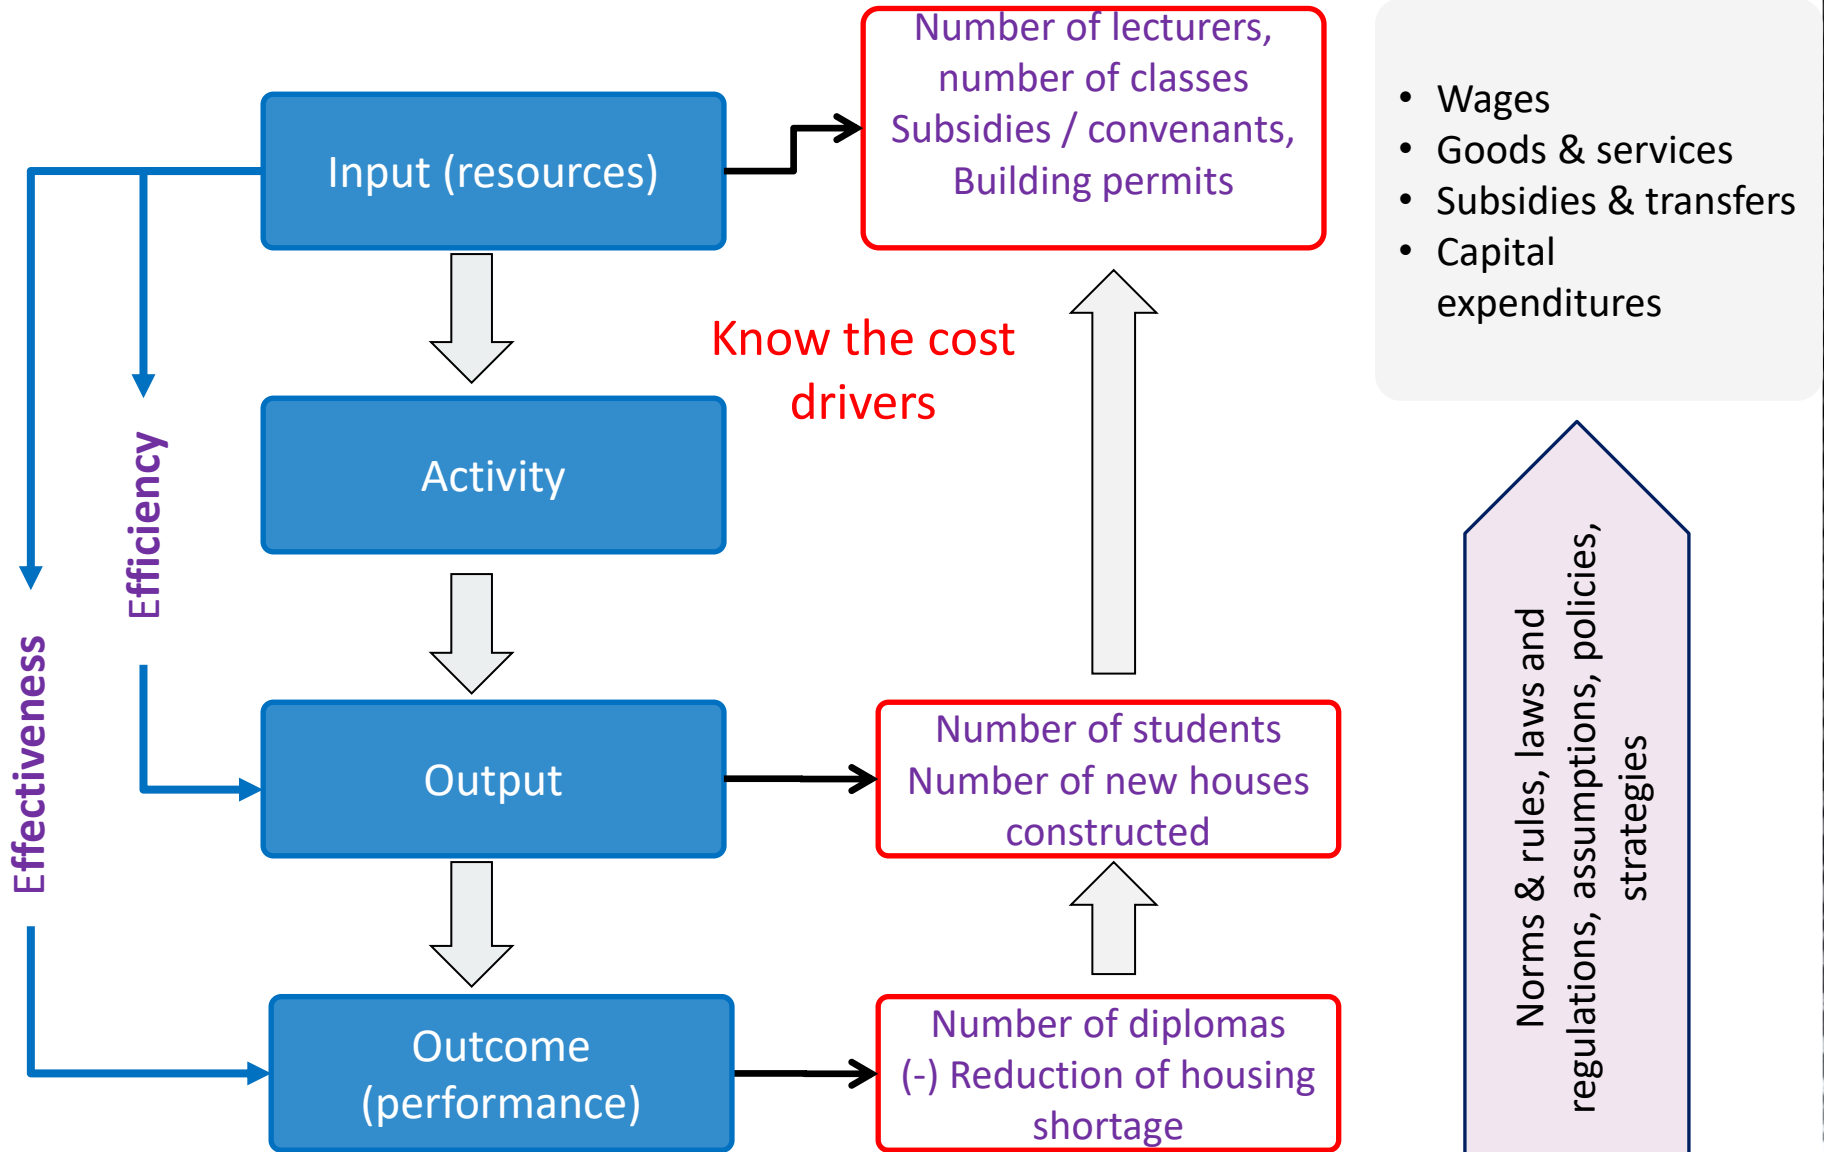 Number of lecturers,
number of classes
Subsidies / convenants,
Building permits
• Wages
• Goods & services
• Subsidies & transfers
• Capital
expenditures
Input (resources)
Know the cost
drivers
Activity
Efficiency
Effectiveness
Output
Number of students
Number of new houses
constructed
Norms & rules, laws and
regulations, assumptions, policies,
strategies
Outcome
(performance)
Number of diplomas
(-) Reduction of housing
shortage